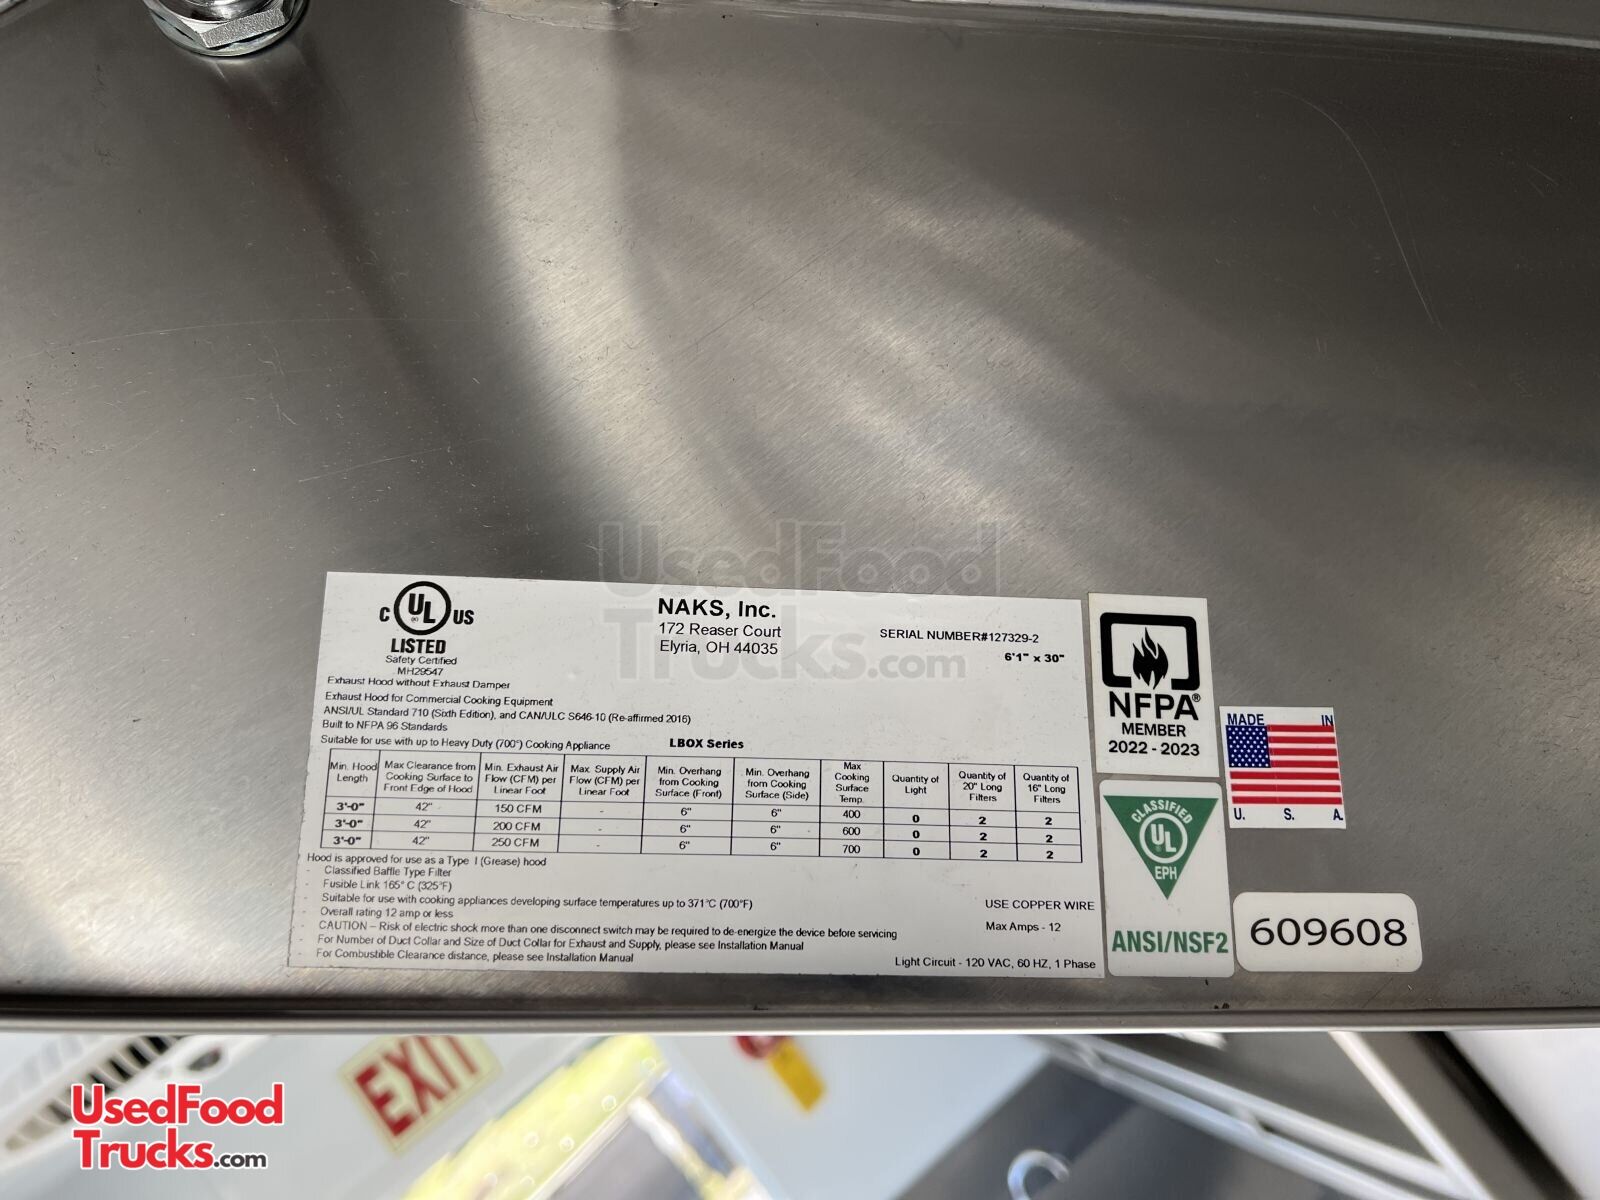 UsedFood
Trucks.com
C UL US
LISTED
Safety Certified
MH29547
NAKS, Inc.
172 Reaser Court
Elyria, OH 44035
SERIAL NUMBER#127329-2
6'1" x 30"
Exhaust Hood without Exhaust Damper
Exhaust Hood for Commercial Cooking Equipment
ANSI/UL Standard 710 (Sixth Edition), and CAN/ULC S646-10 (Re-affirmed 2016)
Built to NFPA 96 Standards
Suitable for use with up to Heavy Duty (700°) Cooking Appliance
LBOX Series
Min. Hood Length Max Clearance from Cooking Surface to Front Edge of Hood Min. Exhaust Air Flow (CFM) per Linear Foot Max. Supply Air Flow (CFM) per Linear Foot Min. Overhang from Cooking Surface (Front) Min. Overhang from Cooking Surface (Side) Max Cooking Surface Temp. Quantity of Light Quantity of 20" Long Filters Quantity of 16" Long Filters
3'-0" 42" 150 CFM - 6" 6" 400 0 2 2
3'-0" 42" 200 CFM - 6" 6" 600 0 2 2
3'-0" 42" 250 CFM - 6" 6" 700 0 2 2
Hood is approved for use as a Type I (Grease) hood
- Classified Baffle Type Filter
- Fusible Link 165° C (325°F)
- Suitable for use with cooking appliances developing surface temperatures up to 371°C (700°F)
- Overall rating 12 amp or less
- CAUTION – Risk of electric shock more than one disconnect switch may be required to de-energize the device before servicing
- For Number of Duct Collar and Size of Duct Collar for Exhaust and Supply, please see Installation Manual
- For Combustible Clearance distance, please see Installation Manual
USE COPPER WIRE
Max Amps - 12
Light Circuit - 120 VAC, 60 HZ, 1 Phase
NFPA®
MEMBER
2022 - 2023
MADE IN
U. S. A.
CLASSIFIED
UL
EPH
ANSI/NSF2
609608
EXIT
UsedFood
Trucks.com